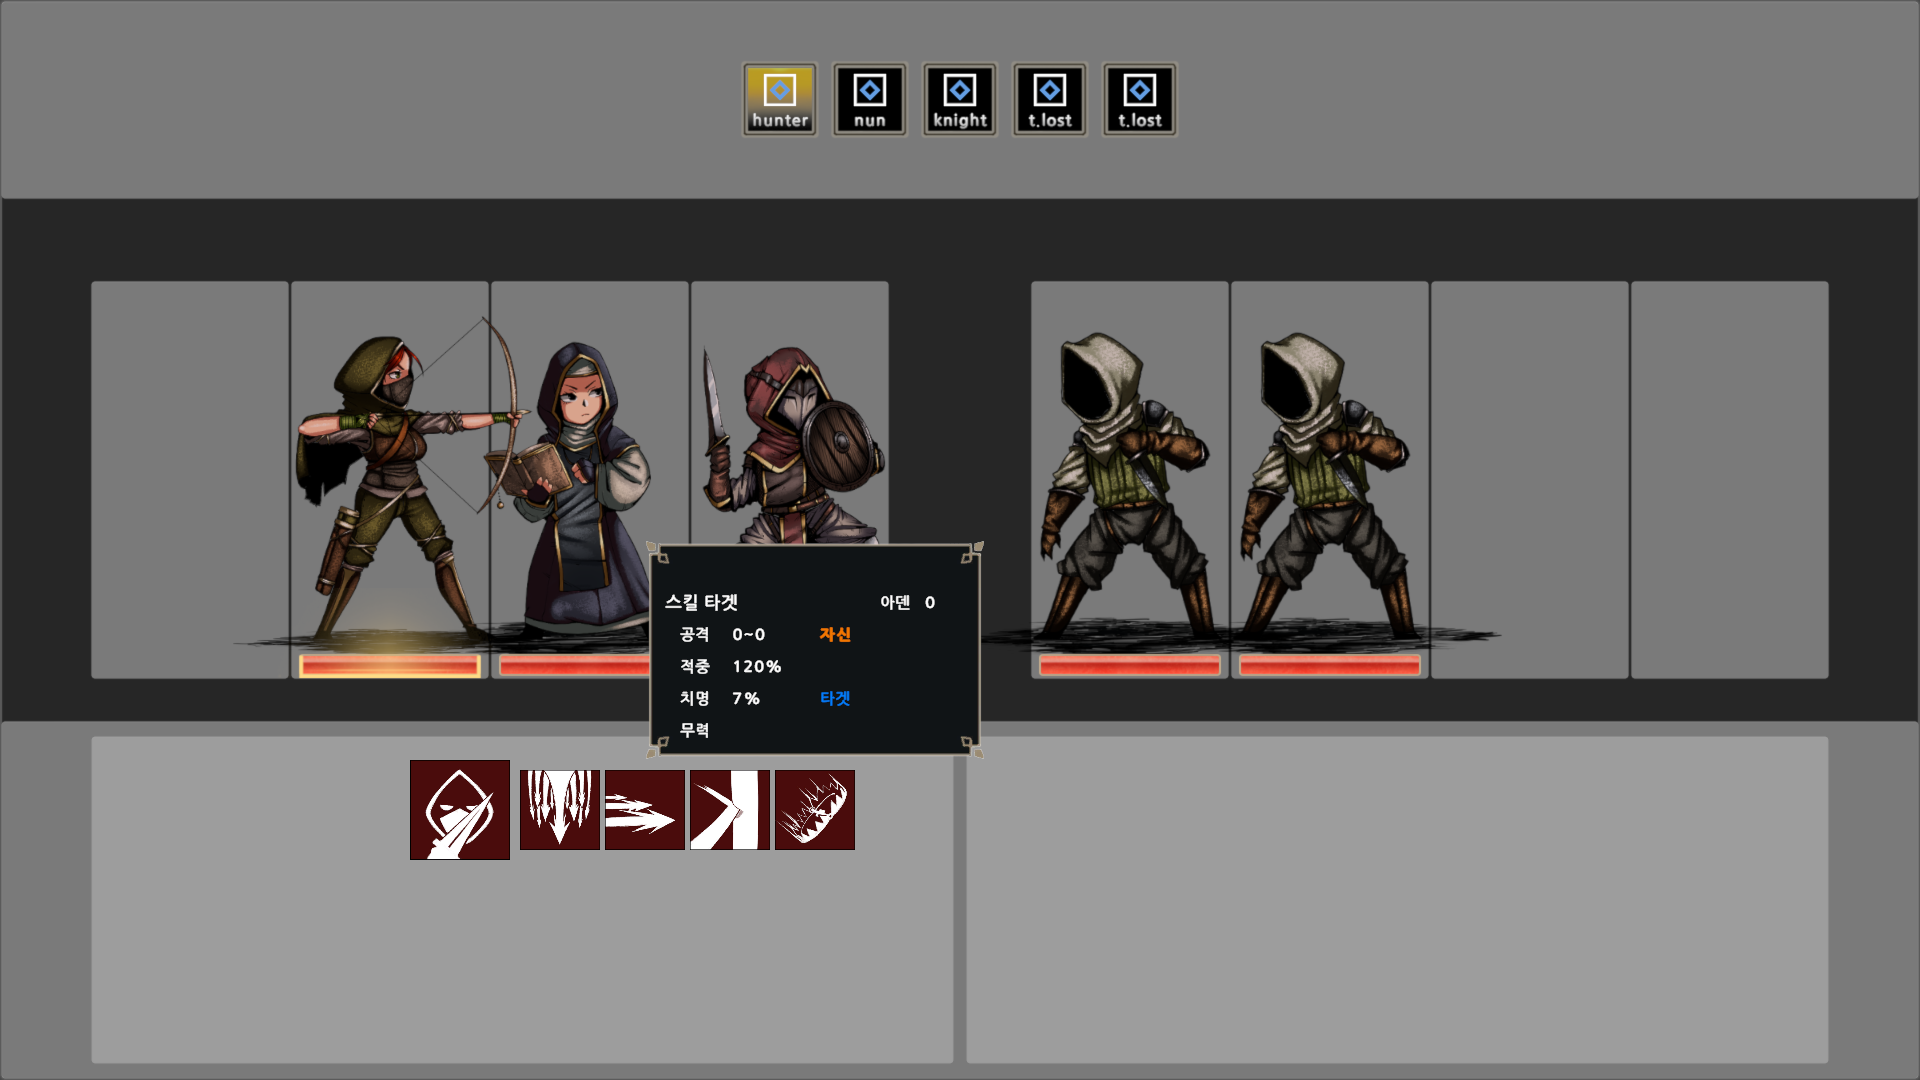 hunter nun knight t.lost t.lost
스킬 타겟 아덴 0
공격 0~0 자신
적중 120%
치명 7% 타겟
무력